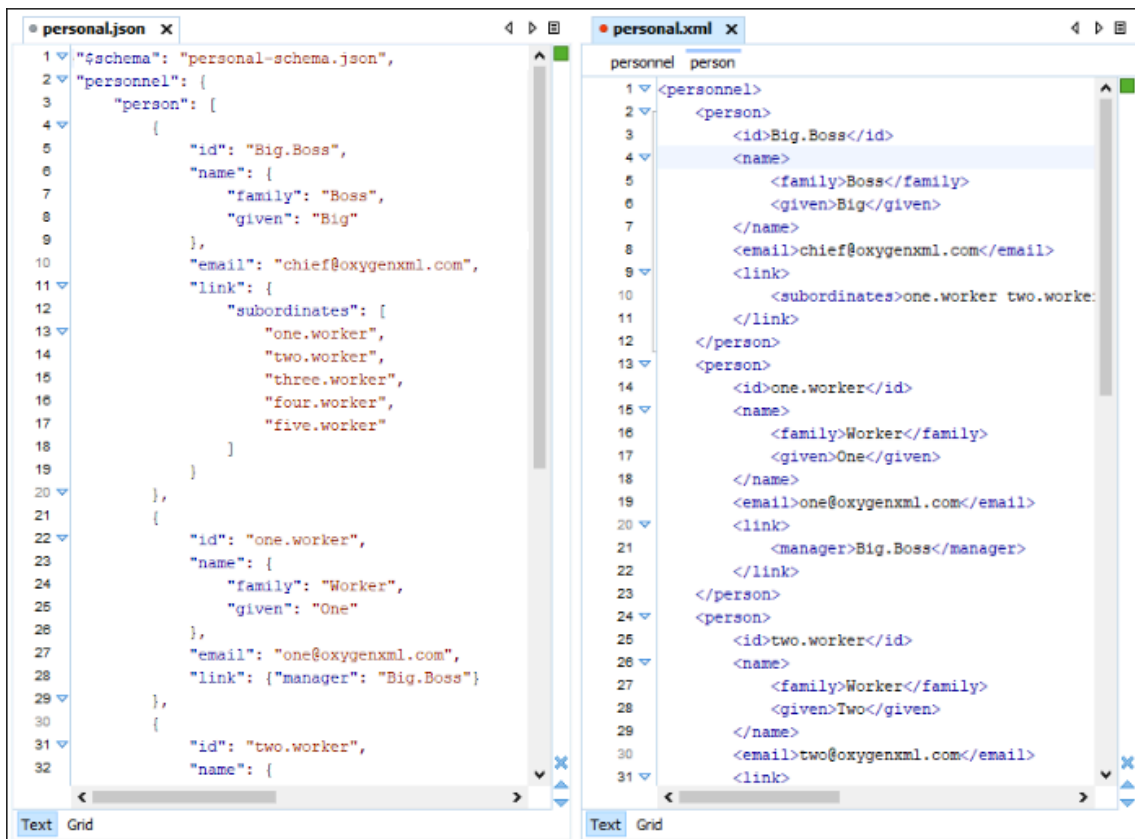 personal.json
1 "$schema": "personal-schema.json",
2 "personnel": {
3 "person": [
4 {
5 "id": "Big.Boss",
6 "name": {
7 "family": "Boss",
8 "given": "Big"
9 },
10 "email": "chief@oxygenxml.com",
11 "link": {
12 "subordinates": [
13 "one.worker",
14 "two.worker",
15 "three.worker",
16 "four.worker",
17 "five.worker"
18 ]
19 }
20 },
21 {
22 "id": "one.worker",
23 "name": {
24 "family": "Worker",
25 "given": "One"
26 },
27 "email": "one@oxygenxml.com",
28 "link": {"manager": "Big.Boss"}
29 },
30 {
31 "id": "two.worker",
32 "name": {
Text Grid
personal.xml
personnel person
1 <personnel>
2 <person>
3 <id>Big.Boss</id>
4 <name>
5 <family>Boss</family>
6 <given>Big</given>
7 </name>
8 <email>chief@oxygenxml.com</email>
9 <link>
10 <subordinates>one.worker two.worke
11 </link>
12 </person>
13 <person>
14 <id>one.worker</id>
15 <name>
16 <family>Worker</family>
17 <given>One</given>
18 </name>
19 <email>one@oxygenxml.com</email>
20 <link>
21 <manager>Big.Boss</manager>
22 </link>
23 </person>
24 <person>
25 <id>two.worker</id>
26 <name>
27 <family>Worker</family>
28 <given>Two</given>
29 </name>
30 <email>two@oxygenxml.com</email>
31 <link>
Text Grid